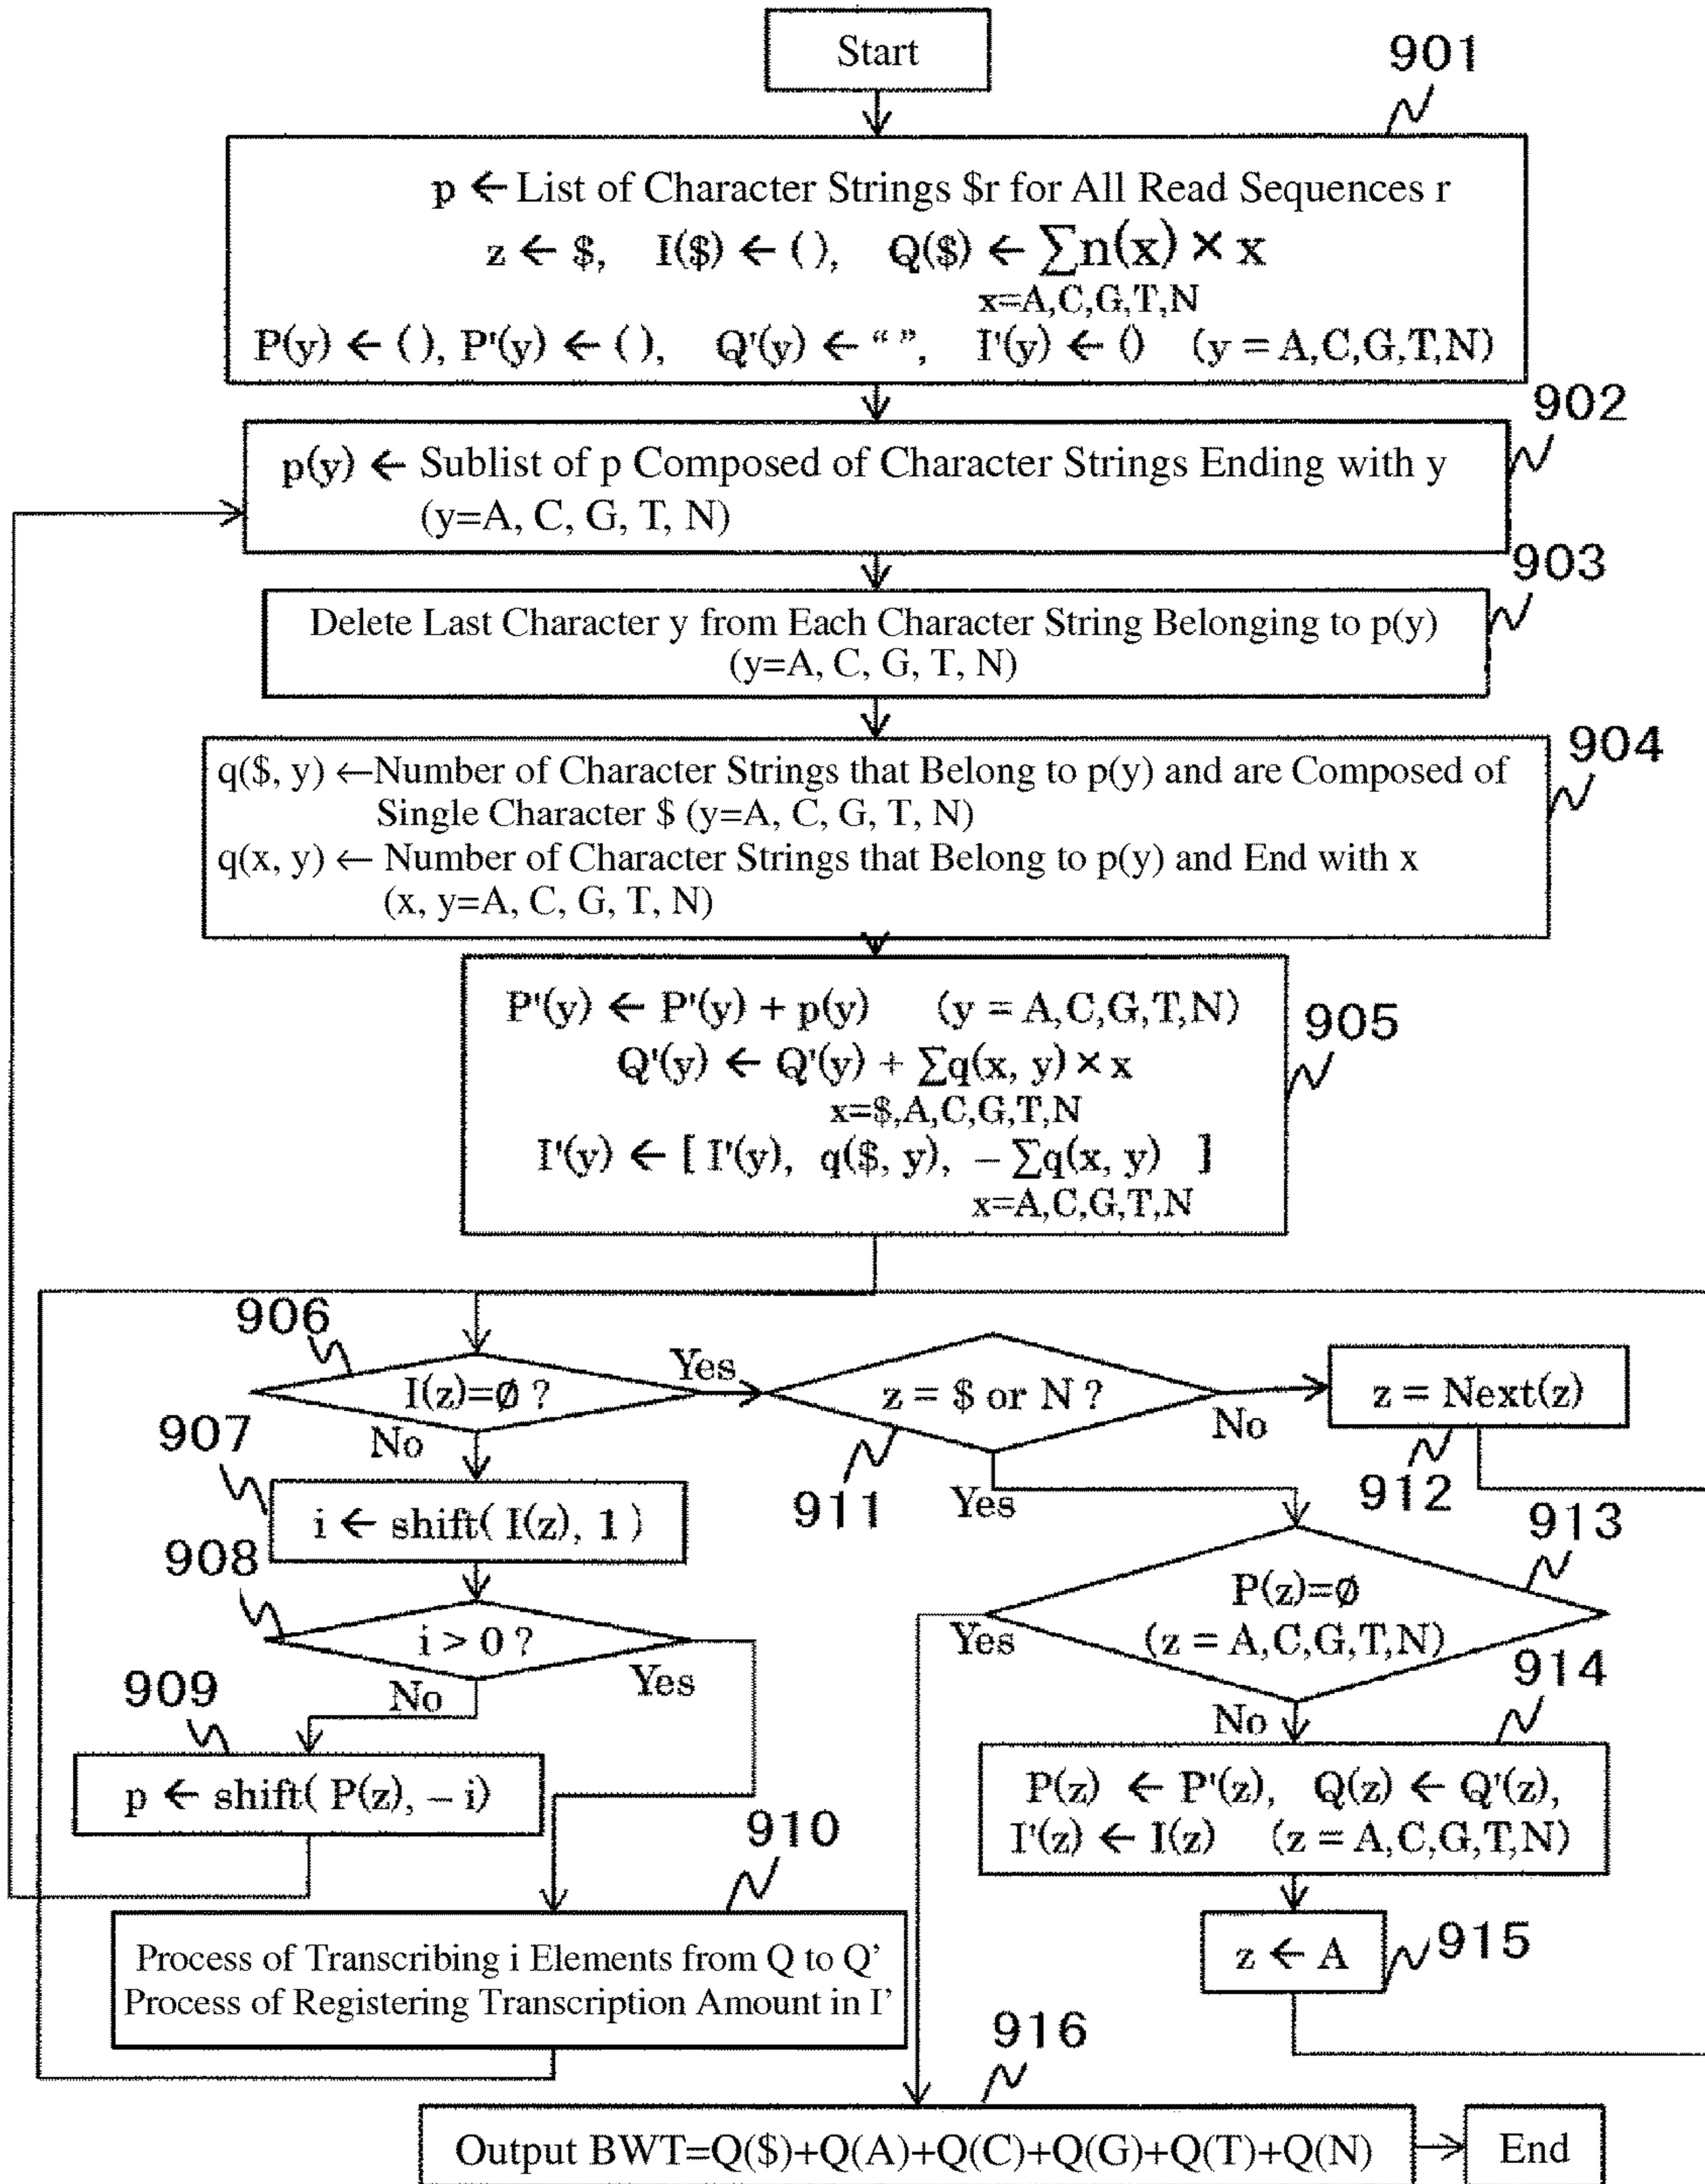 Start
901
p ← List of Character Strings $r for All Read Sequences r
z ← $, I($) ← ( ), Q($) ← ∑n(x) × x
x=A,C,G,T,N
P(y) ← ( ), P'(y) ← ( ), Q'(y) ← “ ”, I'(y) ← () (y = A,C,G,T,N)
902
p(y) ← Sublist of p Composed of Character Strings Ending with y
(y=A, C, G, T, N)
903
Delete Last Character y from Each Character String Belonging to p(y)
(y=A, C, G, T, N)
904
q($, y) ←Number of Character Strings that Belong to p(y) and are Composed of
Single Character $ (y=A, C, G, T, N)
q(x, y) ← Number of Character Strings that Belong to p(y) and End with x
(x, y=A, C, G, T, N)
905
P'(y) ← P'(y) + p(y) (y = A,C,G,T,N)
Q'(y) ← Q'(y) + ∑q(x, y) × x
x=$,A,C,G,T,N
I'(y) ← [ I'(y), q($, y), – ∑q(x, y) ]
x=A,C,G,T,N
906
I(z)=∅ ?
Yes
No
z = $ or N ?
No
Yes
911
z = Next(z)
912
907
i ← shift( I(z), 1 )
908
i > 0 ?
No
Yes
913
P(z)=∅
(z = A,C,G,T,N)
Yes
No
909
p ← shift( P(z), – i)
914
P(z) ← P'(z), Q(z) ← Q'(z),
I'(z) ← I(z) (z = A,C,G,T,N)
910
Process of Transcribing i Elements from Q to Q’
Process of Registering Transcription Amount in I’
z ← A
915
916
Output BWT=Q($)+Q(A)+Q(C)+Q(G)+Q(T)+Q(N)
End